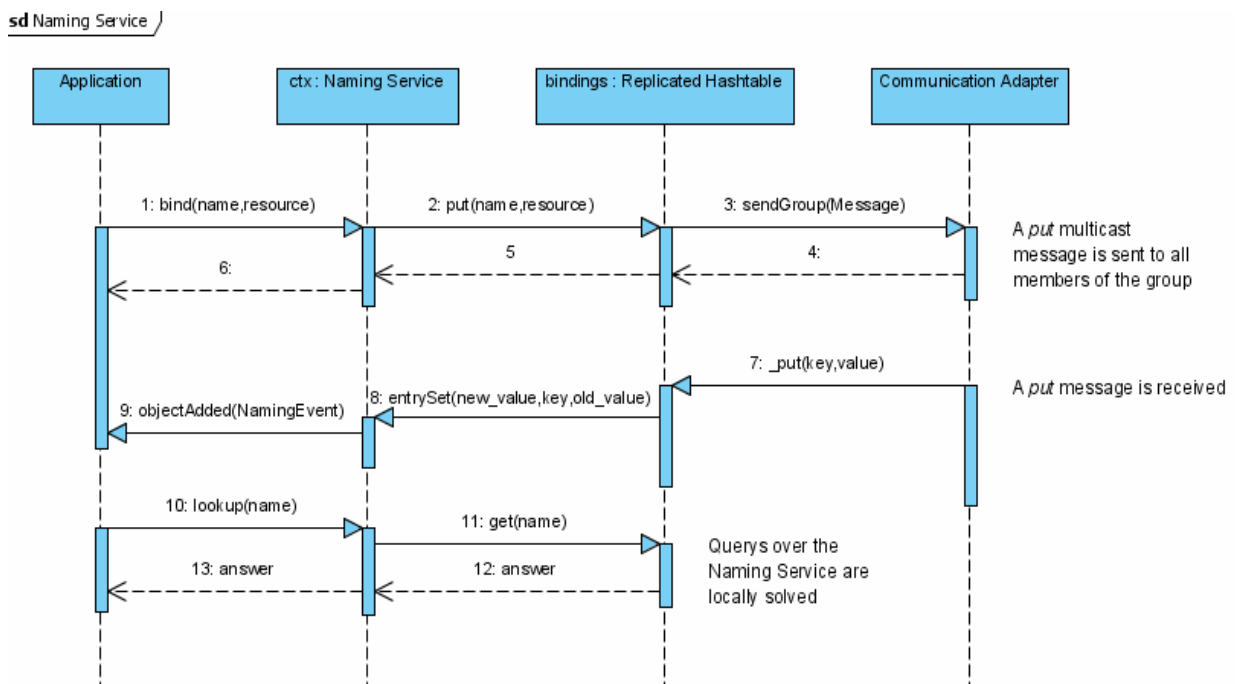 sd Naming Service
Application
ctx : Naming Service
bindings : Replicated Hashtable
Communication Adapter
1: bind(name,resource)
2: put(name,resource)
3: sendGroup(Message)
A put multicast
message is sent to all
members of the group
6:
5
4:
7: _put(key,value)
A put message is received
8: entrySet(new_value,key,old_value)
9: objectAdded(NamingEvent)
10: lookup(name)
11: get(name)
Querys over the
Naming Service are
locally solved
13: answer
12: answer